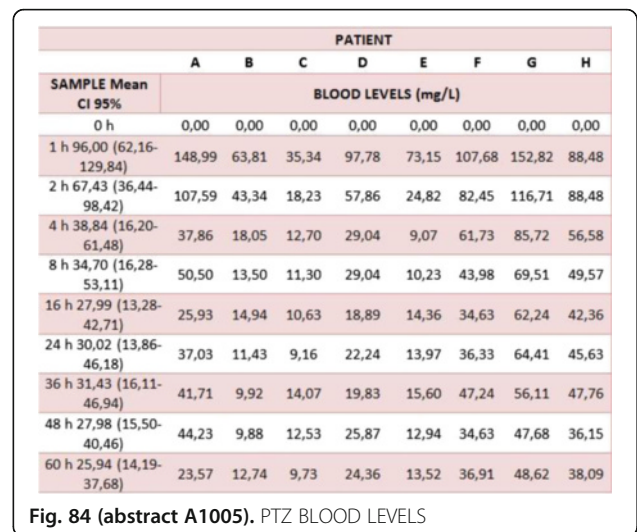 PATIENT
A B C D E F G H
SAMPLE Mean
CI 95%
BLOOD LEVELS (mg/L)
0 h 0,00 0,00 0,00 0,00 0,00 0,00 0,00 0,00
1 h 96,00 (62,16-
129,84)
148,99 63,81 35,34 97,78 73,15 107,68 152,82 88,48
2 h 67,43 (36,44-
98,42)
107,59 43,34 18,23 57,86 24,82 82,45 116,71 88,48
4 h 38,84 (16,20-
61,48)
37,86 18,05 12,70 29,04 9,07 61,73 85,72 56,58
8 h 34,70 (16,28-
53,11)
50,50 13,50 11,30 29,04 10,23 43,98 69,51 49,57
16 h 27,99 (13,28-
42,71)
25,93 14,94 10,63 18,89 14,36 34,63 62,24 42,36
24 h 30,02 (13,86-
46,18)
37,03 11,43 9,16 22,24 13,97 36,33 64,41 45,63
36 h 31,43 (16,11-
46,94)
41,71 9,92 14,07 19,83 15,60 47,24 56,11 47,76
48 h 27,98 (15,50-
40,46)
44,23 9,88 12,53 25,87 12,94 34,63 47,68 36,15
60 h 25,94 (14,19-
37,68)
23,57 12,74 9,73 24,36 13,52 36,91 48,62 38,09
Fig. 84 (abstract A1005). PTZ BLOOD LEVELS